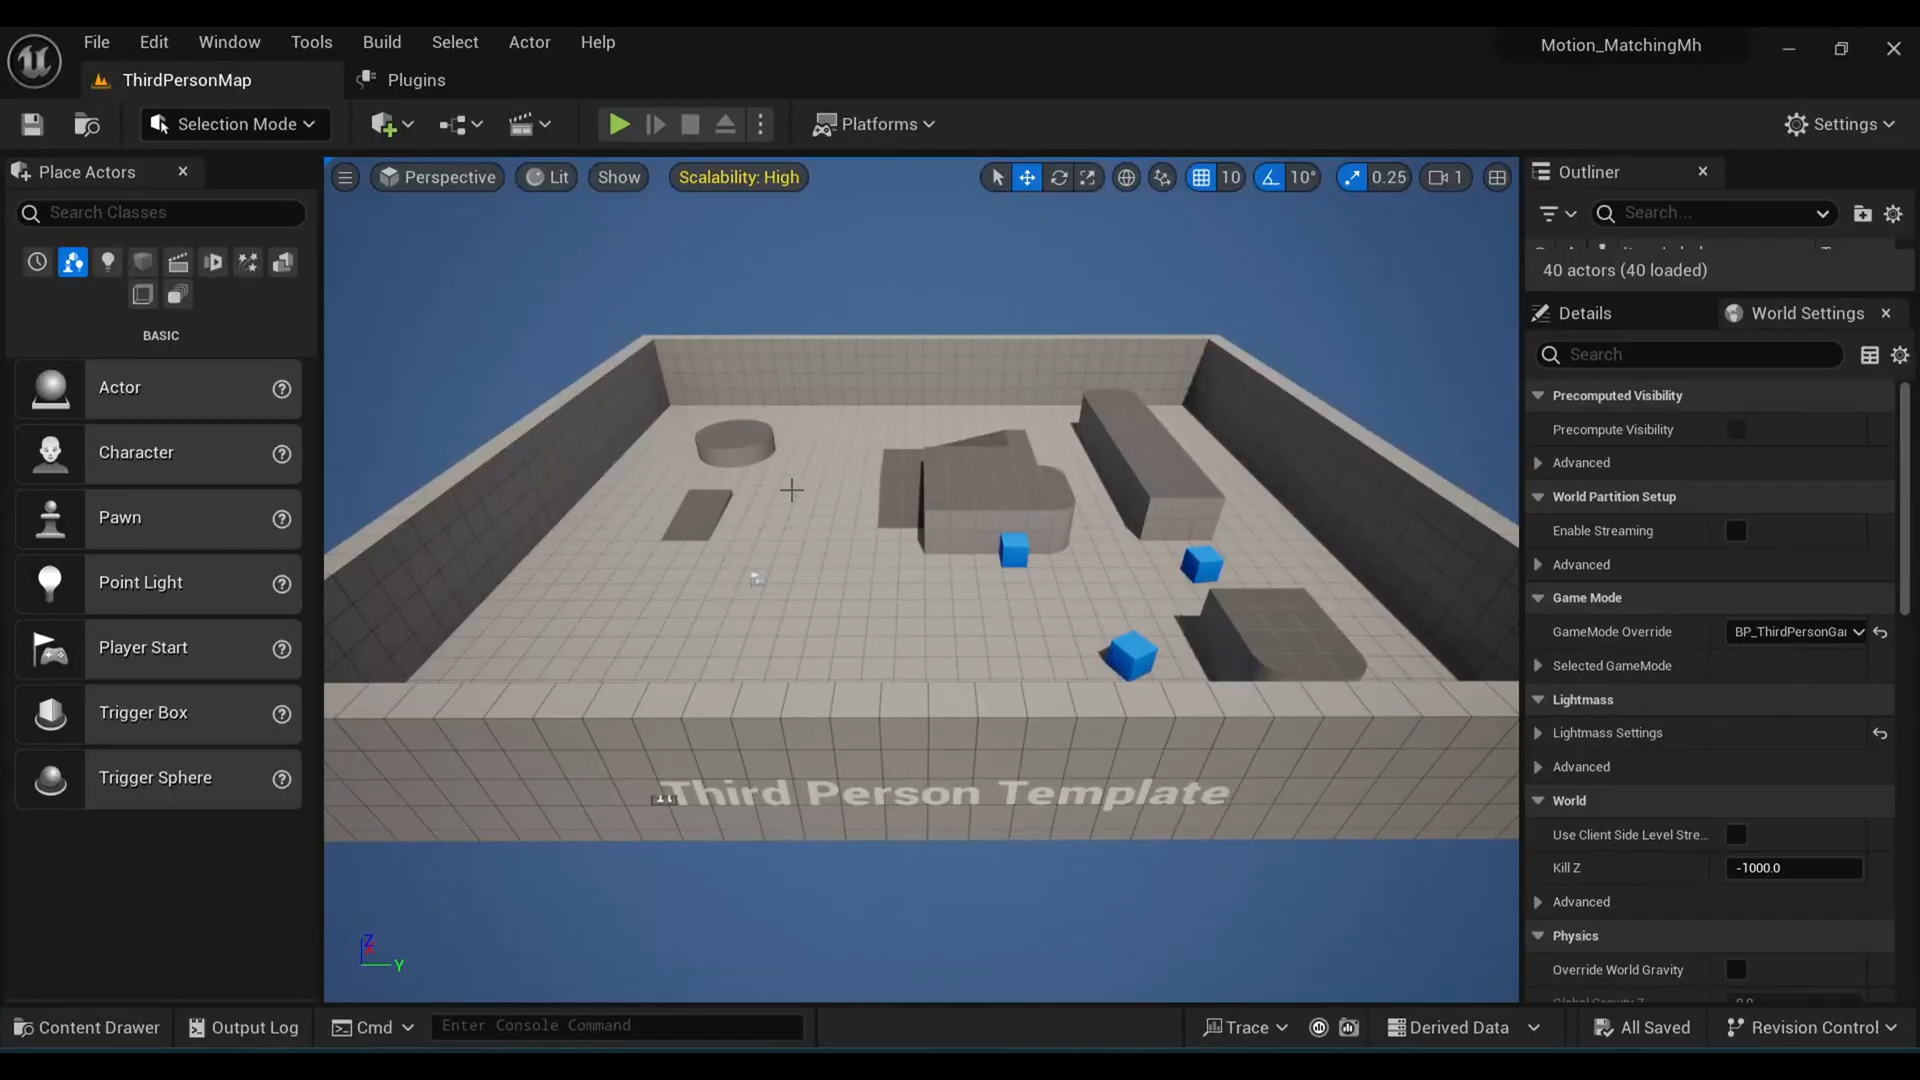 File Edit Window Tools Build Select Actor Help
Motion_MatchingMh
ThirdPersonMap
Plugins
Selection Mode
Platforms
Settings
Place Actors
Search Classes
BASIC
Actor
Character
Pawn
Point Light
Player Start
Trigger Box
Trigger Sphere
Perspective
Lit
Show
Scalability: High
10
10°
0.25
1
Third Person Template
Z
Y
Outliner
Search...
40 actors (40 loaded)
Details
World Settings
Search
Precomputed Visibility
Precompute Visibility
Advanced
World Partition Setup
Enable Streaming
Advanced
Game Mode
GameMode Override BP_ThirdPersonGa
Selected GameMode
Lightmass
Lightmass Settings
Advanced
World
Use Client Side Level Stre...
Kill Z -1000.0
Advanced
Physics
Override World Gravity
Content Drawer
Output Log
Cmd
Enter Console Command
Trace
Derived Data
All Saved
Revision Control